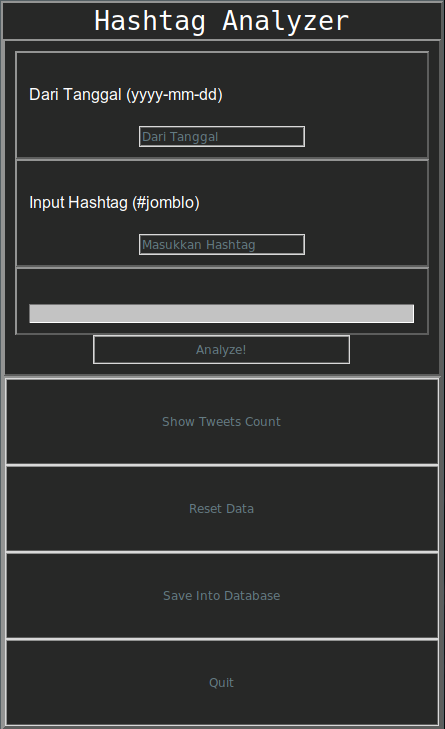 Hashtag Analyzer
Dari Tanggal (yyyy-mm-dd)
Dari Tanggal
Input Hashtag (#jomblo)
Masukkan Hashtag
Analyze!
Show Tweets Count
Reset Data
Save Into Database
Quit